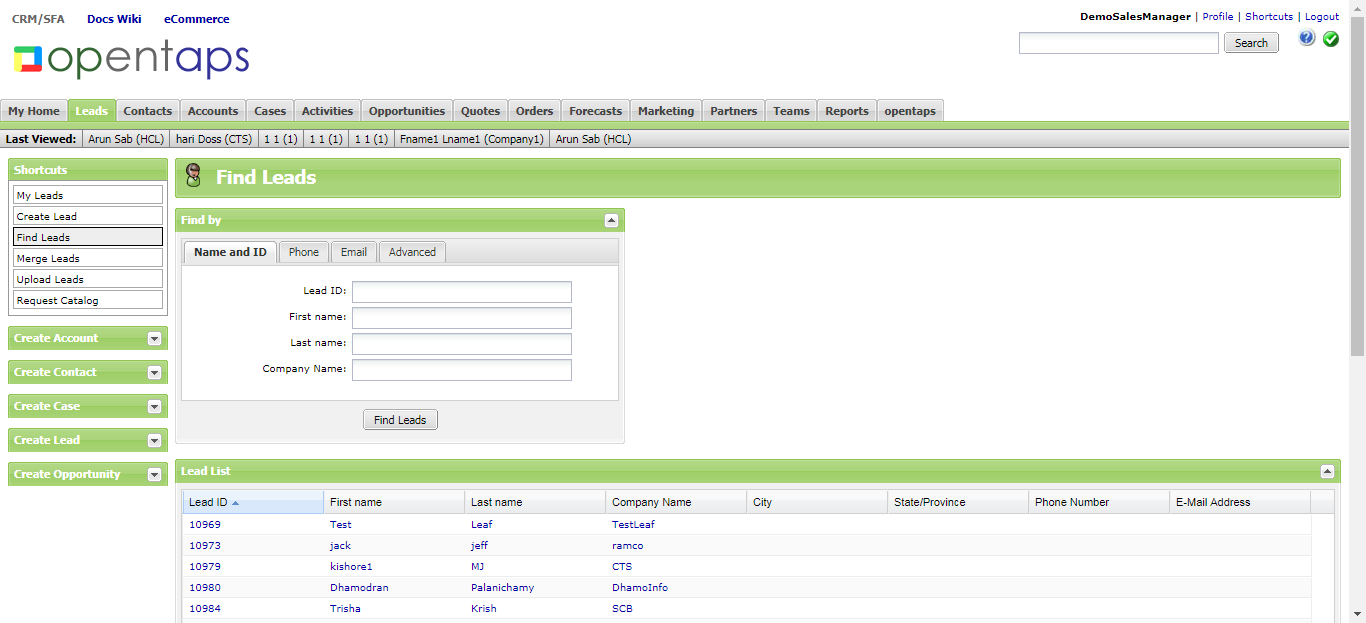 CRM/SFA Docs Wiki eCommerce
DemoSalesManager | Profile | Shortcuts | Logout
opentaps
Search
My Home Leads Contacts Accounts Cases Activities Opportunities Quotes Orders Forecasts Marketing Partners Teams Reports opentaps
Last Viewed: Arun Sab (HCL) hari Doss (CTS) 1 1 (1) 1 1 (1) 1 1 (1) Fname1 Lname1 (Company1) Arun Sab (HCL)
Shortcuts
My Leads
Create Lead
Find Leads
Merge Leads
Upload Leads
Request Catalog
Create Account
Create Contact
Create Case
Create Lead
Create Opportunity
Find Leads
Find by
Name and ID Phone Email Advanced
Lead ID:
First name:
Last name:
Company Name:
Find Leads
Lead List
Lead ID First name Last name Company Name City State/Province Phone Number E-Mail Address
10969 Test Leaf TestLeaf
10973 jack jeff ramco
10979 kishore1 MJ CTS
10980 Dhamodran Palanichamy DhamoInfo
10984 Trisha Krish SCB